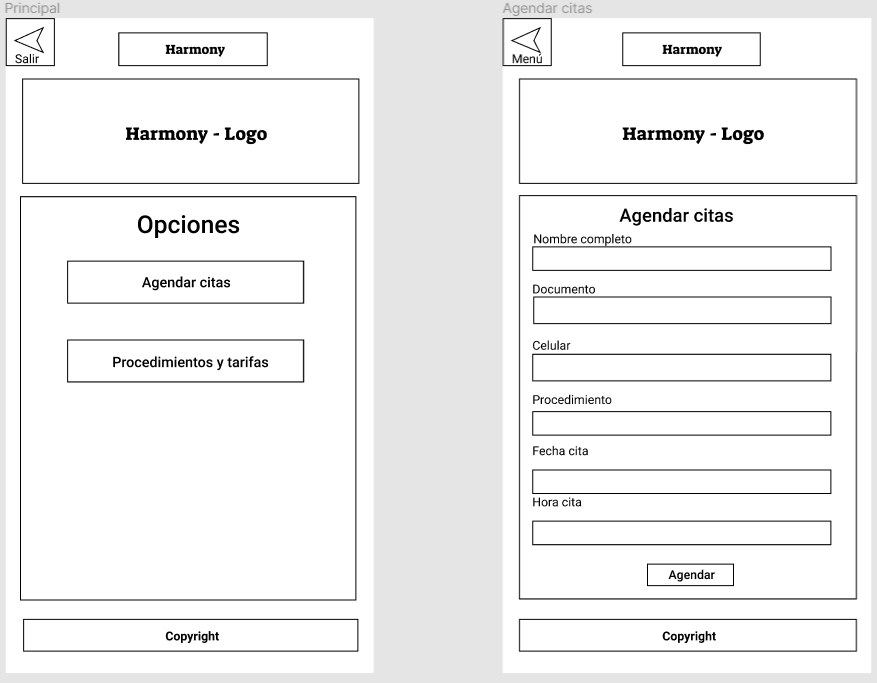 Principal
Salir
Harmony
Harmony - Logo
Opciones
Agendar citas
Procedimientos y tarifas
Copyright
Agendar citas
Menú
Harmony
Harmony - Logo
Agendar citas
Nombre completo
Documento
Celular
Procedimiento
Fecha cita
Hora cita
Agendar
Copyright